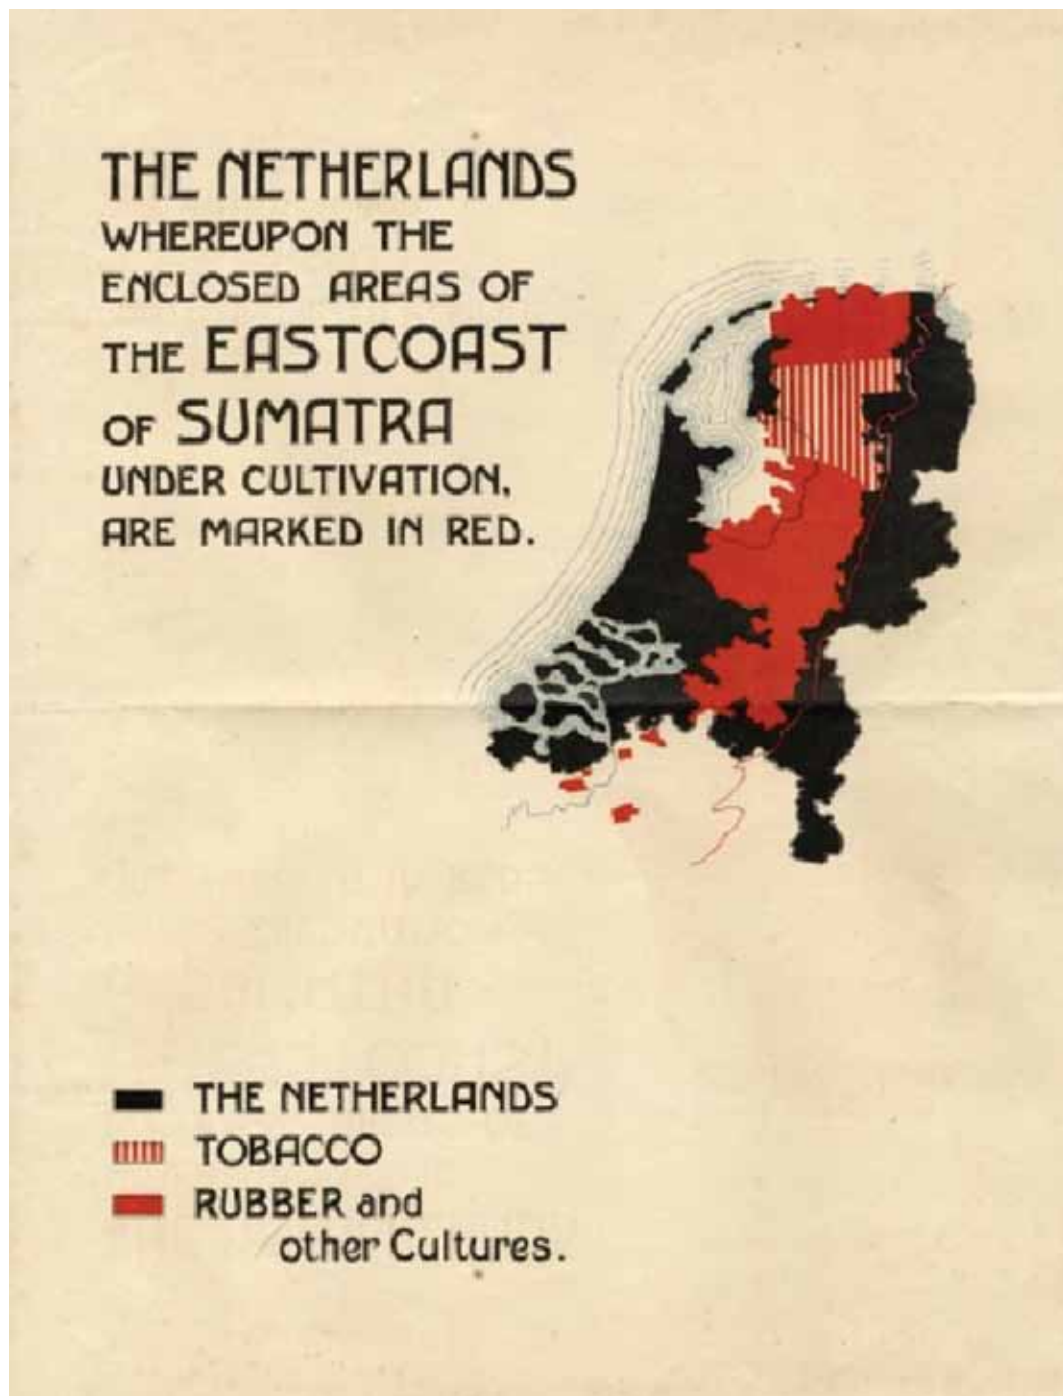 THE NETHERLANDS
WHEREUPON THE
ENCLOSED AREAS OF
THE EASTCOAST
OF SUMATRA
UNDER CULTIVATION,
ARE MARKED IN RED.
THE NETHERLANDS
TOBACCO
RUBBER and
other Cultures.